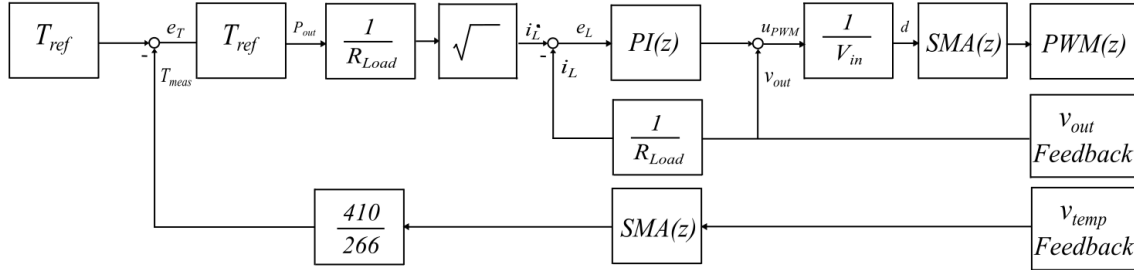 T_ref
e_T
T_ref
P_out
1
R_Load
√
i_L*
e_L
PI(z)
u_PWM
1
V_in
d
SMA(z)
PWM(z)
-
T_meas
-
i_L
v_out
1
R_Load
v_out
Feedback
410
266
SMA(z)
v_temp
Feedback